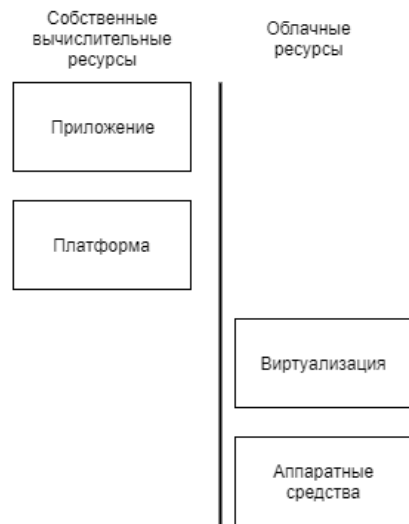 Собственные
вычислительные
ресурсы
Облачные
ресурсы
Приложение
Платформа
Виртуализация
Аппаратные
средства